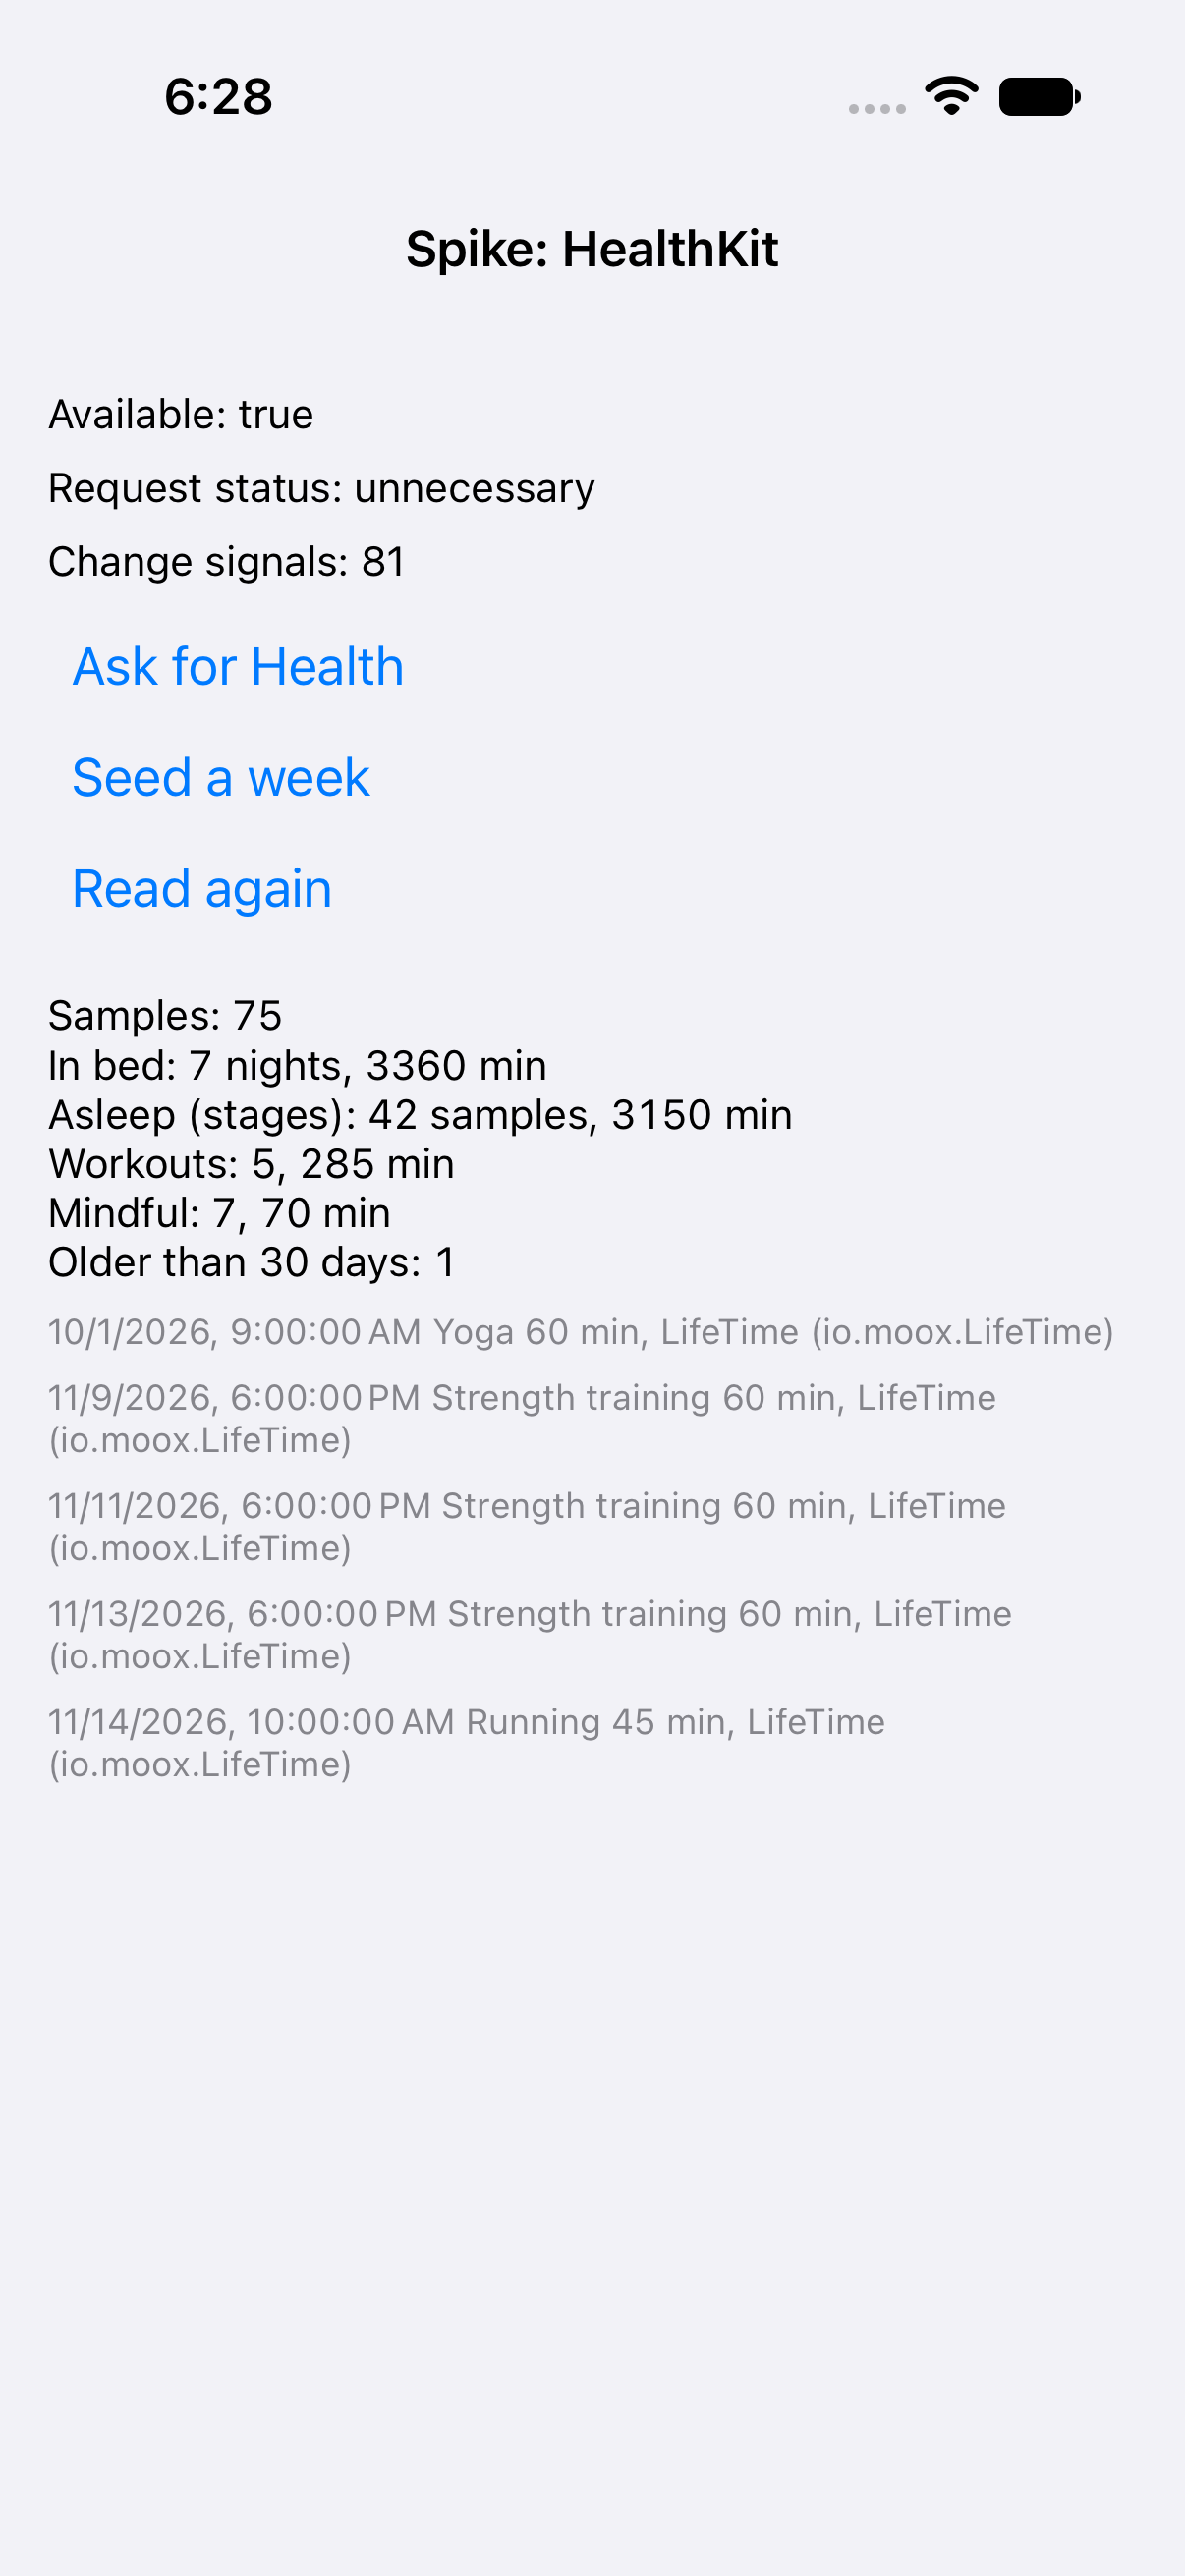 6:28
Spike: HealthKit
Available: true
Request status: unnecessary
Change signals: 81
Ask for Health
Seed a week
Read again
Samples: 75
In bed: 7 nights, 3360 min
Asleep (stages): 42 samples, 3150 min
Workouts: 5, 285 min
Mindful: 7, 70 min
Older than 30 days: 1
10/1/2026, 9:00:00 AM Yoga 60 min, LifeTime (io.moox.LifeTime)
11/9/2026, 6:00:00 PM Strength training 60 min, LifeTime
(io.moox.LifeTime)
11/11/2026, 6:00:00 PM Strength training 60 min, LifeTime
(io.moox.LifeTime)
11/13/2026, 6:00:00 PM Strength training 60 min, LifeTime
(io.moox.LifeTime)
11/14/2026, 10:00:00 AM Running 45 min, LifeTime
(io.moox.LifeTime)